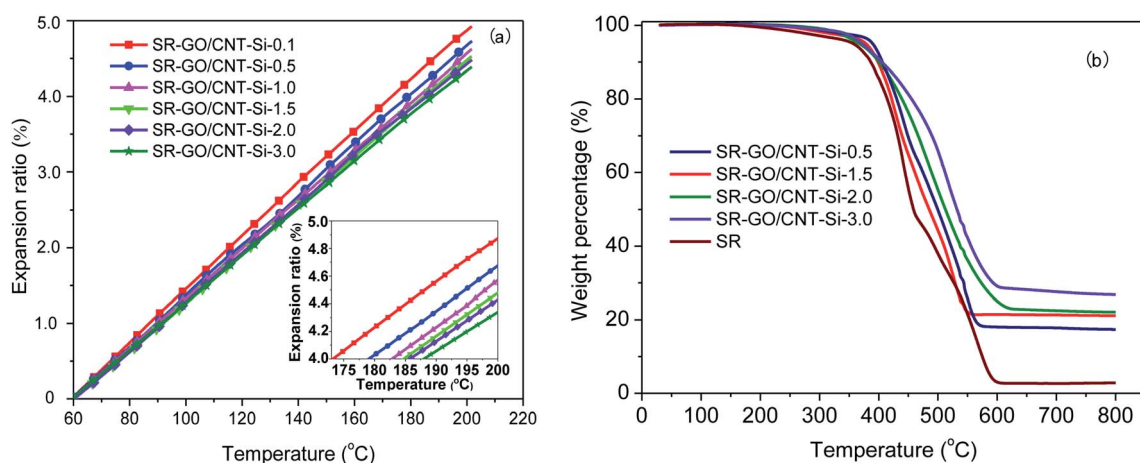 (a)
Expansion ratio (%)
5.0
4.0
3.0
2.0
1.0
0.0
SR-GO/CNT-Si-0.1
SR-GO/CNT-Si-0.5
SR-GO/CNT-Si-1.0
SR-GO/CNT-Si-1.5
SR-GO/CNT-Si-2.0
SR-GO/CNT-Si-3.0
Expansion ratio (%)
5.0
4.8
4.6
4.4
4.2
4.0
175 180 185 190 195 200
Temperature (°C)
60 80 100 120 140 160 180 200 220
Temperature (°C)
(b)
Weight percentage (%)
100
80
60
40
20
0
SR-GO/CNT-Si-0.5
SR-GO/CNT-Si-1.5
SR-GO/CNT-Si-2.0
SR-GO/CNT-Si-3.0
SR
0 100 200 300 400 500 600 700 800
Temperature (°C)